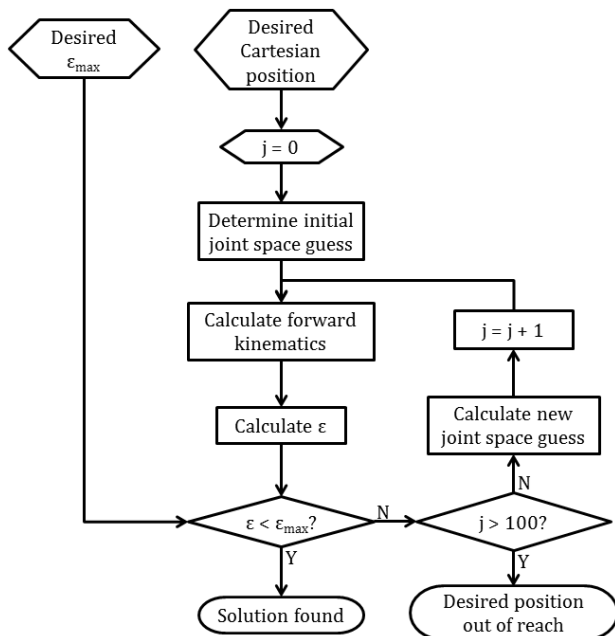 Desired
εmax
Desired
Cartesian
position
j = 0
Determine initial
joint space guess
Calculate forward
kinematics
j = j + 1
Calculate ε
Calculate new
joint space guess
ε < εmax?
N
j > 100?
N
Y
Y
Solution found
Desired position
out of reach